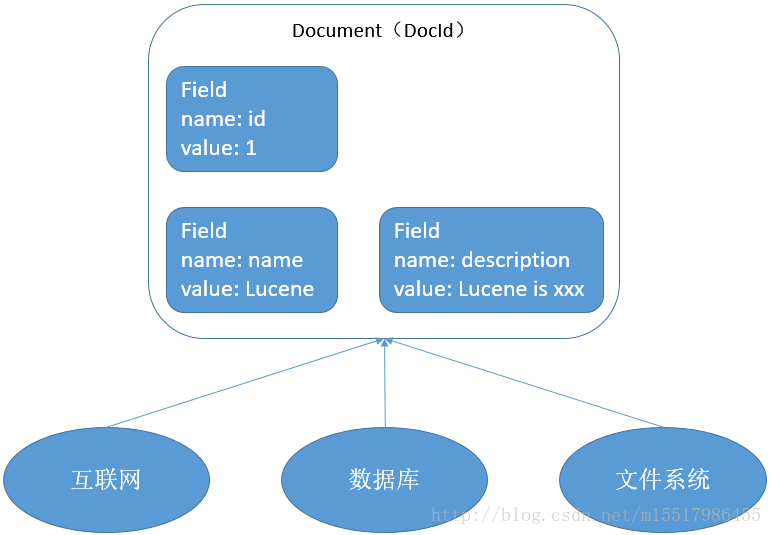 Document（DocId）
Field
name: id
value: 1
Field
name: name
value: Lucene
Field
name: description
value: Lucene is xxx
互联网
数据库
文件系统
http://blog.csdn.net/m15517986455